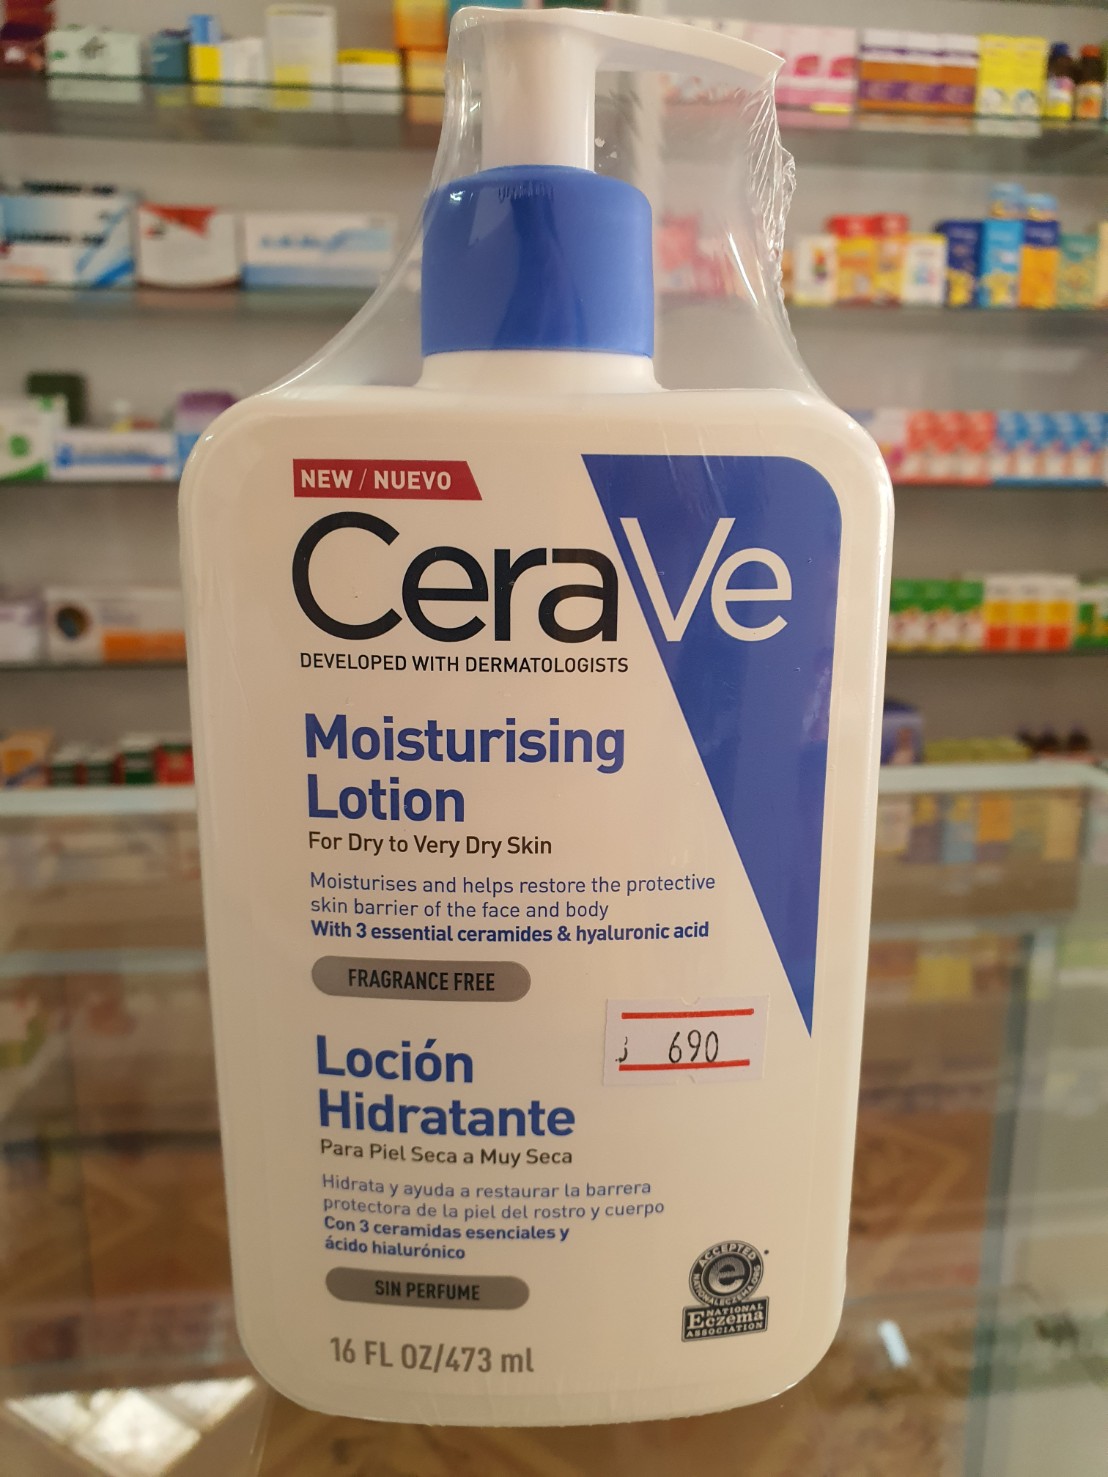 NEW / NUEVO
CeraVe
DEVELOPED WITH DERMATOLOGISTS
Moisturising
Lotion
For Dry to Very Dry Skin
Moisturises and helps restore the protective
skin barrier of the face and body
With 3 essential ceramides & hyaluronic acid
FRAGRANCE FREE
690
Loción
Hidratante
Para Piel Seca a Muy Seca
Hidrata y ayuda a restaurar la barrera
protectora de la piel del rostro y cuerpo
Con 3 ceramidas esenciales y
ácido hialurónico
SIN PERFUME
ACCEPTED
NATIONALECZEMA.ORG
e
NATIONAL
Eczema
ASSOCIATION
16 FL OZ/473 ml